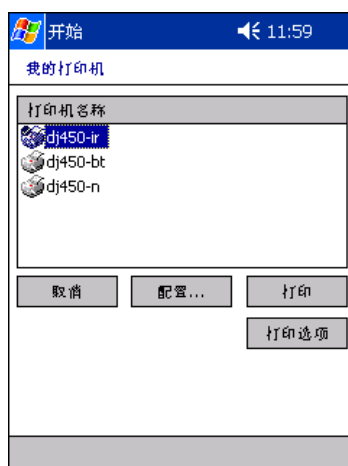 开始 11:59
我的打印机
打印机名称
dj450-ir
dj450-bt
dj450-n
取消 配置... 打印
打印选项